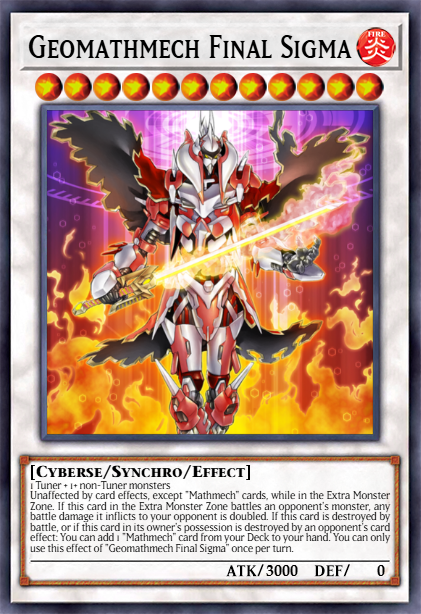 Geomathmech Final Sigma
FIRE
炎
[Cyberse/Synchro/Effect]
1 Tuner + 1+ non-Tuner monsters
Unaffected by card effects, except "Mathmech" cards, while in the Extra Monster
Zone. If this card in the Extra Monster Zone battles an opponent's monster, any
battle damage it inflicts to your opponent is doubled. If this card is destroyed by
battle, or if this card in its owner's possession is destroyed by an opponent's card
effect: You can add 1 "Mathmech" card from your Deck to your hand. You can only
use this effect of "Geomathmech Final Sigma" once per turn.
ATK/3000 DEF/ 0